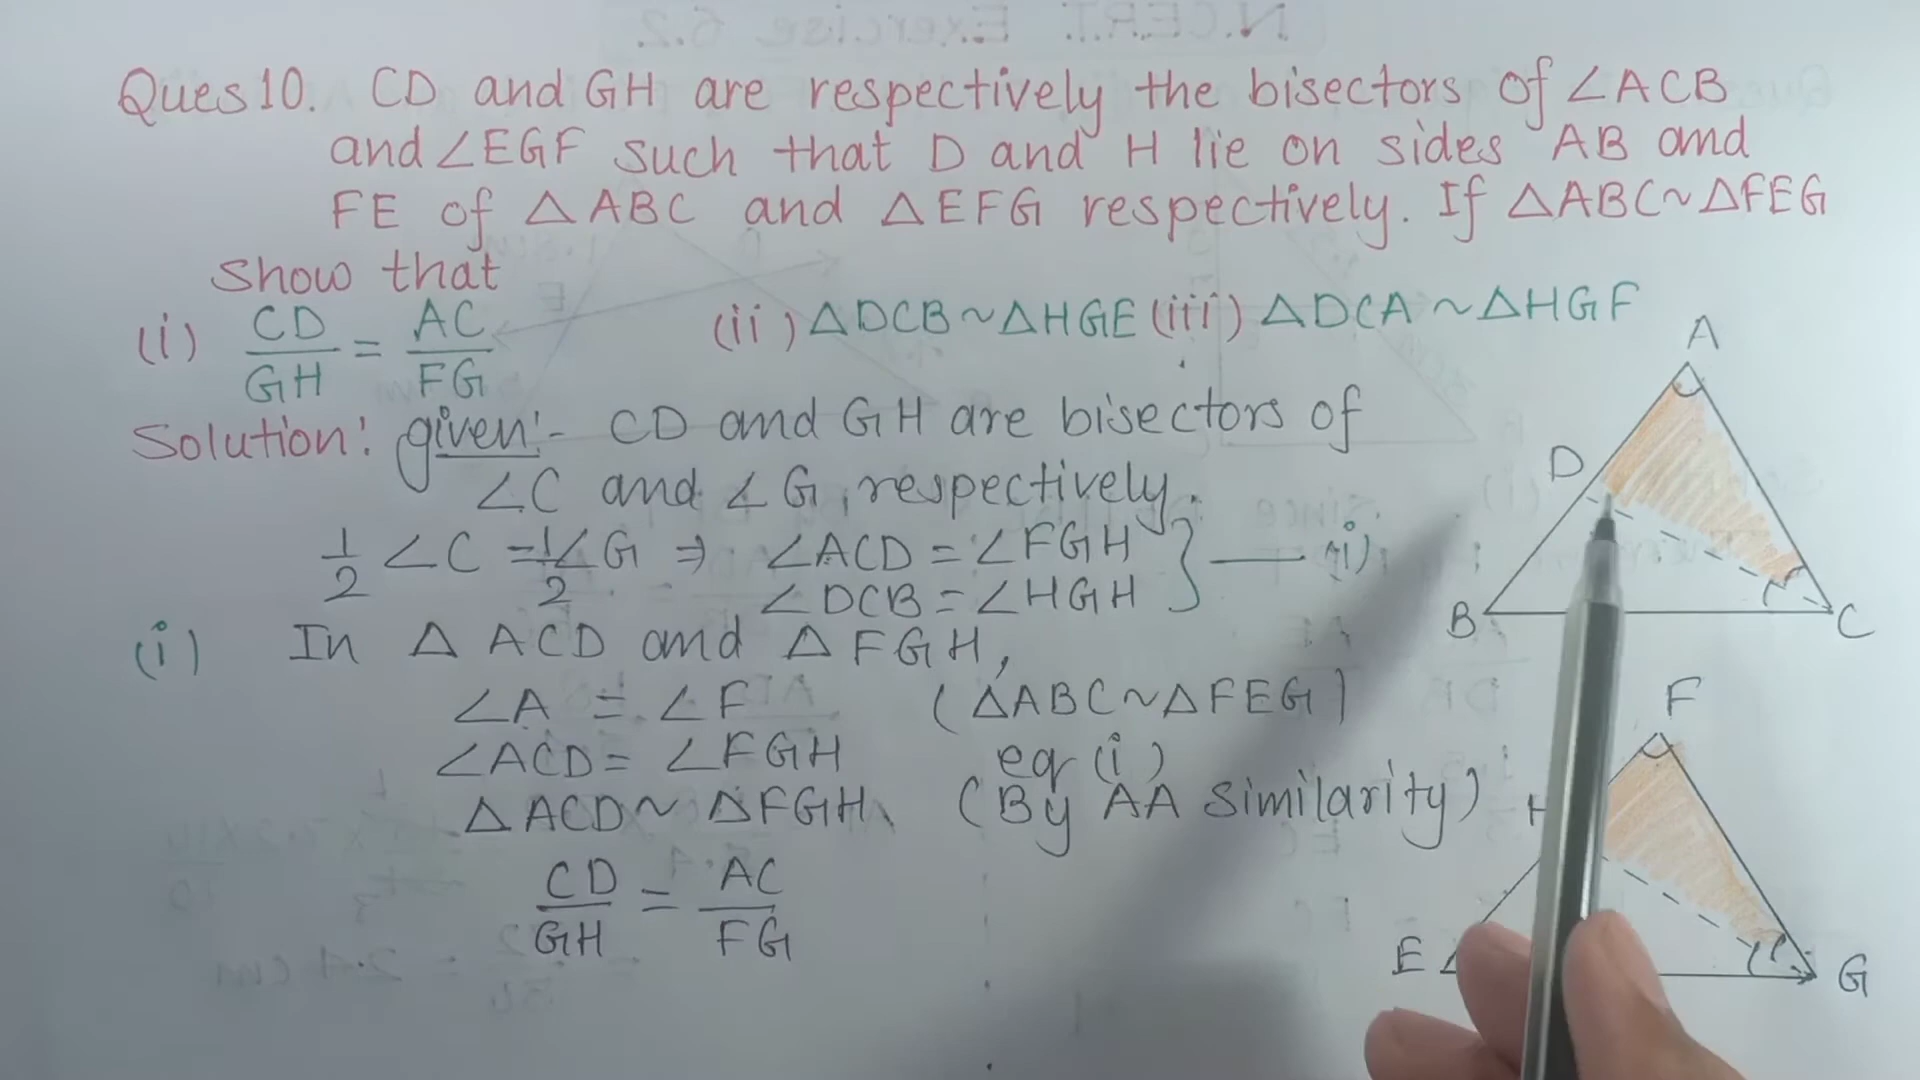 N.C.E.R.T. Exercise 6.2
Ques 10. CD and GH are respectively the bisectors of ∠ACB
and ∠EGF such that D and H lie on sides AB and
FE of △ABC and △EFG respectively. If △ABC ~ △FEG
show that
(i) CD/GH = AC/FG (ii) △DCB ~ △HGE (iii) △DCA ~ △HGF
Solution: given:- CD and GH are bisectors of
∠C and ∠G, respectively.
1/2 ∠C = 1/2 ∠G ⇒ ∠ACD = ∠FGH
∠DCB = ∠HGH } — (i)
(i) In △ ACD and △ FGH,
∠A = ∠F (△ABC ~ △FEG)
∠ACD = ∠FGH eq (i)
△ ACD ~ △FGH (By AA Similarity)
CD/GH = AC/FG
A
D
B
C
F
H
E
G